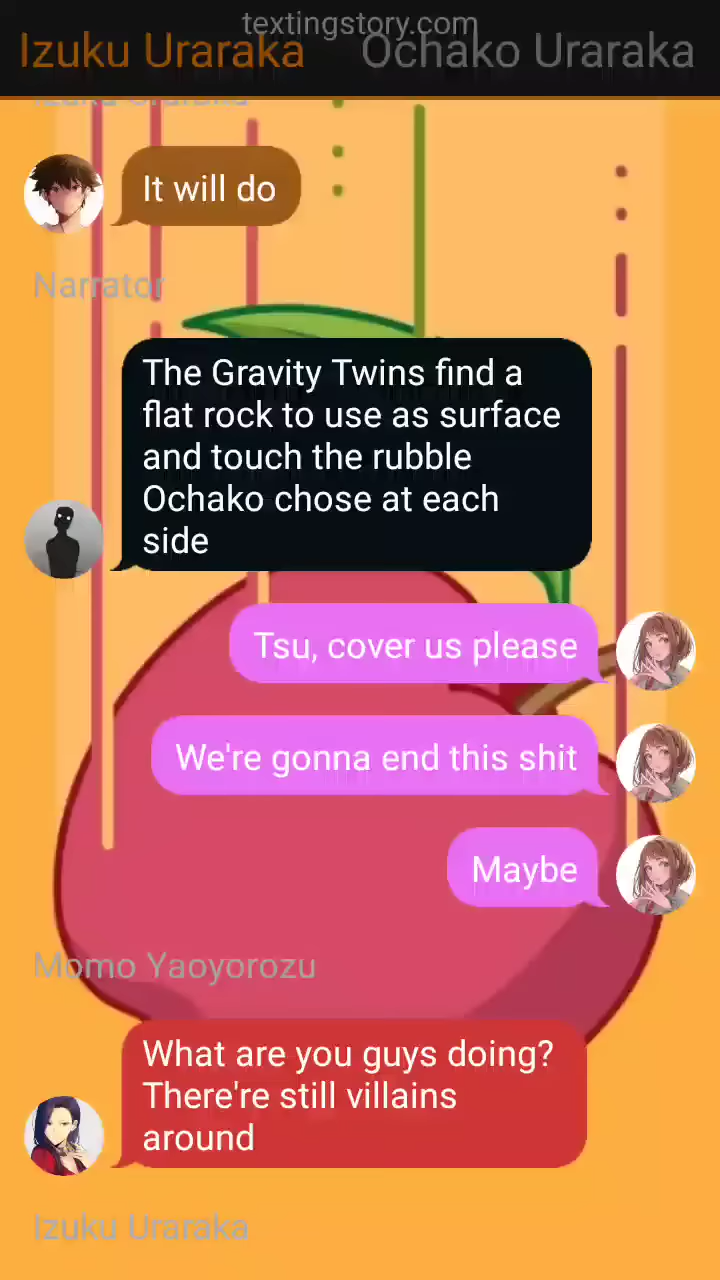 textingstory.com
Izuku Uraraka Ochako Uraraka
Izuku Uraraka
It will do
Narrator
The Gravity Twins find a
flat rock to use as surface
and touch the rubble
Ochako chose at each
side
Tsu, cover us please
We're gonna end this shit
Maybe
Momo Yaoyorozu
What are you guys doing?
There're still villains
around
Izuku Uraraka